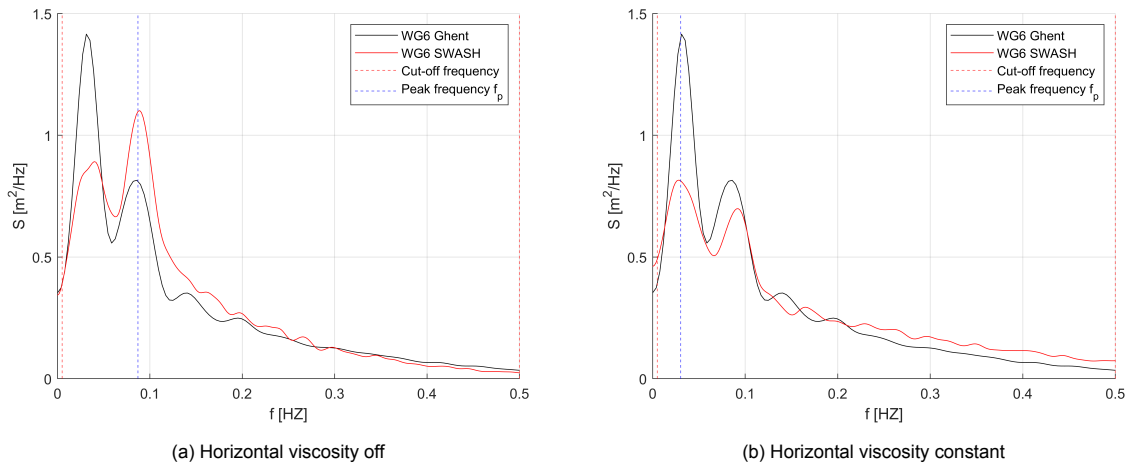 1.5
1
0.5
0
S [m²/Hz]
0
0.1
0.2
0.3
0.4
0.5
f [HZ]
WG6 Ghent
WG6 SWASH
Cut-off frequency
Peak frequency f_p
(a) Horizontal viscosity off
1.5
1
0.5
0
S [m²/Hz]
0
0.1
0.2
0.3
0.4
0.5
f [HZ]
WG6 Ghent
WG6 SWASH
Cut-off frequency
Peak frequency f_p
(b) Horizontal viscosity constant